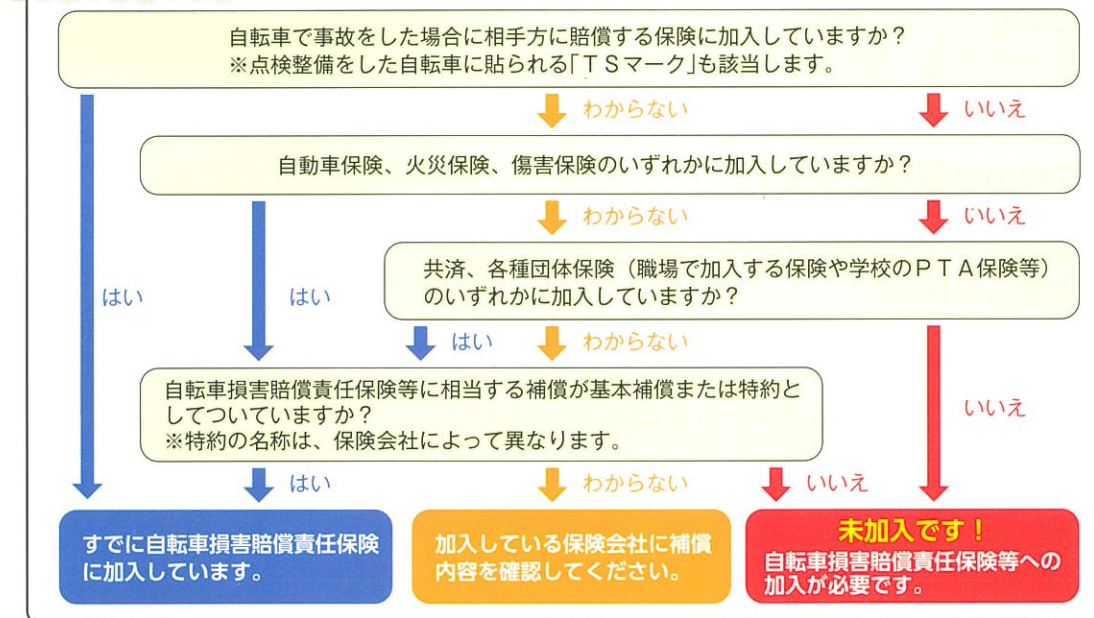 自転車で事故をした場合に相手方に賠償する保険に加入していますか？
※点検整備をした自転車に貼られる「ＴＳマーク」も該当します。
わからない
いいえ
自動車保険、火災保険、傷害保険のいずれかに加入していますか？
わからない
いいえ
共済、各種団体保険（職場で加入する保険や学校のＰＴＡ保険等）
のいずれかに加入していますか？
はい
はい
はい
わからない
自転車損害賠償責任保険等に相当する補償が基本補償または特約と
してついていますか？
※特約の名称は、保険会社によって異なります。
いいえ
はい
わからない
いいえ
すでに自転車損害賠償責任保険
に加入しています。
加入している保険会社に補償
内容を確認してください。
未加入です！
自転車損害賠償責任保険等への
加入が必要です。